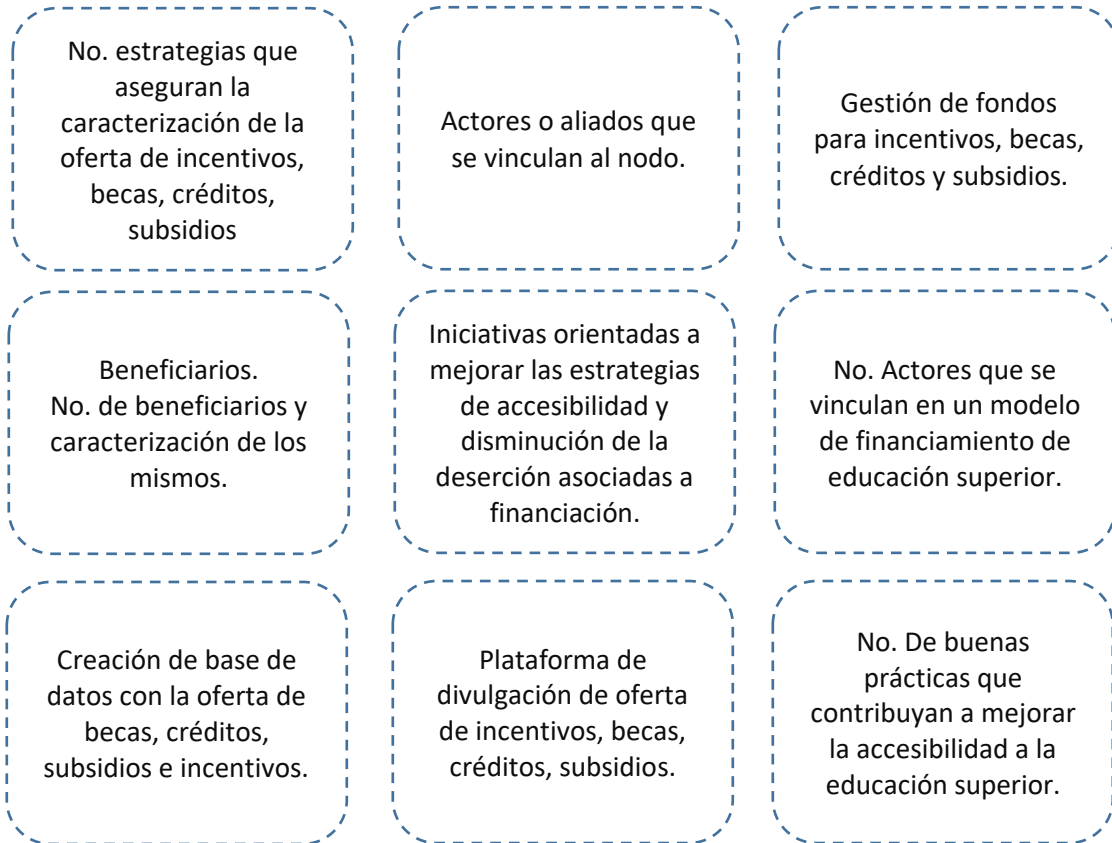 No. estrategias que
aseguran la
caracterización de la
oferta de incentivos,
becas, créditos,
subsidios
Actores o aliados que
se vinculan al nodo.
Gestión de fondos
para incentivos, becas,
créditos y subsidios.
Beneficiarios.
No. de beneficiarios y
caracterización de los
mismos.
Iniciativas orientadas a
mejorar las estrategias
de accesibilidad y
disminución de la
deserción asociadas a
financiación.
No. Actores que se
vinculan en un modelo
de financiamiento de
educación superior.
Creación de base de
datos con la oferta de
becas, créditos,
subsidios e incentivos.
Plataforma de
divulgación de oferta
de incentivos, becas,
créditos, subsidios.
No. De buenas
prácticas que
contribuyan a mejorar
la accesibilidad a la
educación superior.